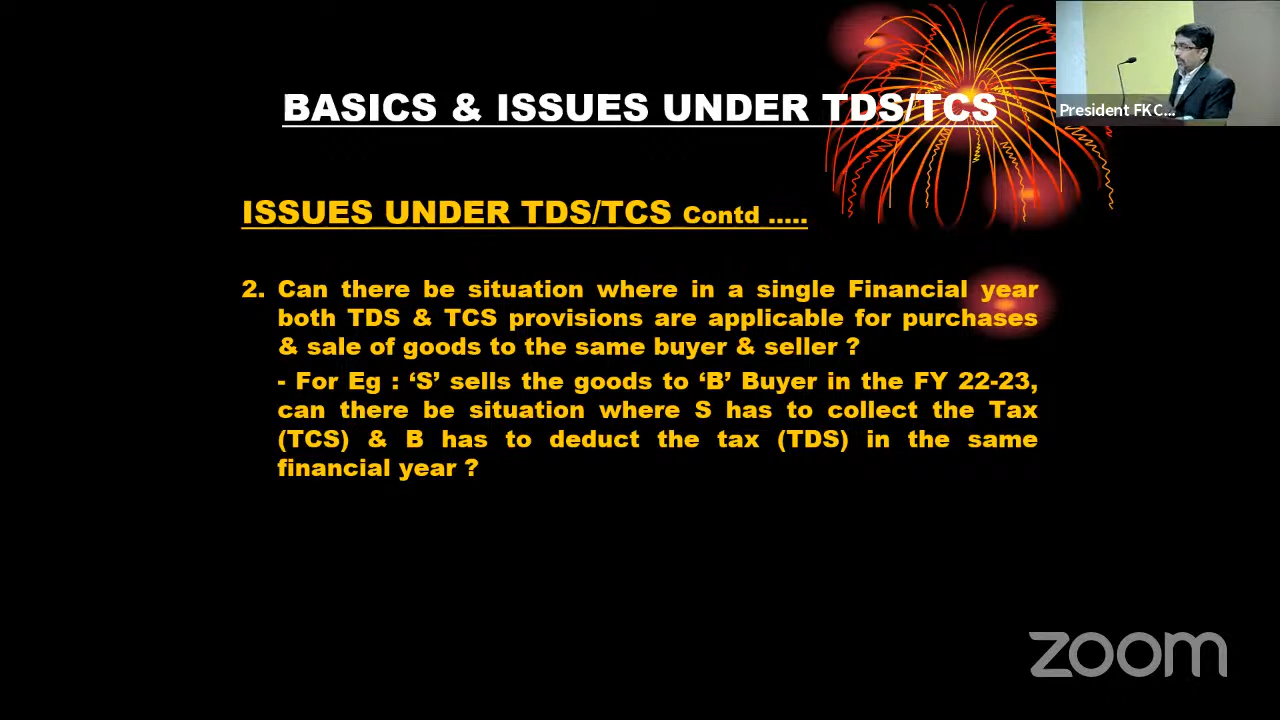 BASICS & ISSUES UNDER TDS/TCS
President FKC...
ISSUES UNDER TDS/TCS Contd .....
2. Can there be situation where in a single Financial year
both TDS & TCS provisions are applicable for purchases
& sale of goods to the same buyer & seller ?
- For Eg : ‘S’ sells the goods to ‘B’ Buyer in the FY 22-23,
can there be situation where S has to collect the Tax
(TCS) & B has to deduct the tax (TDS) in the same
financial year ?
zoom